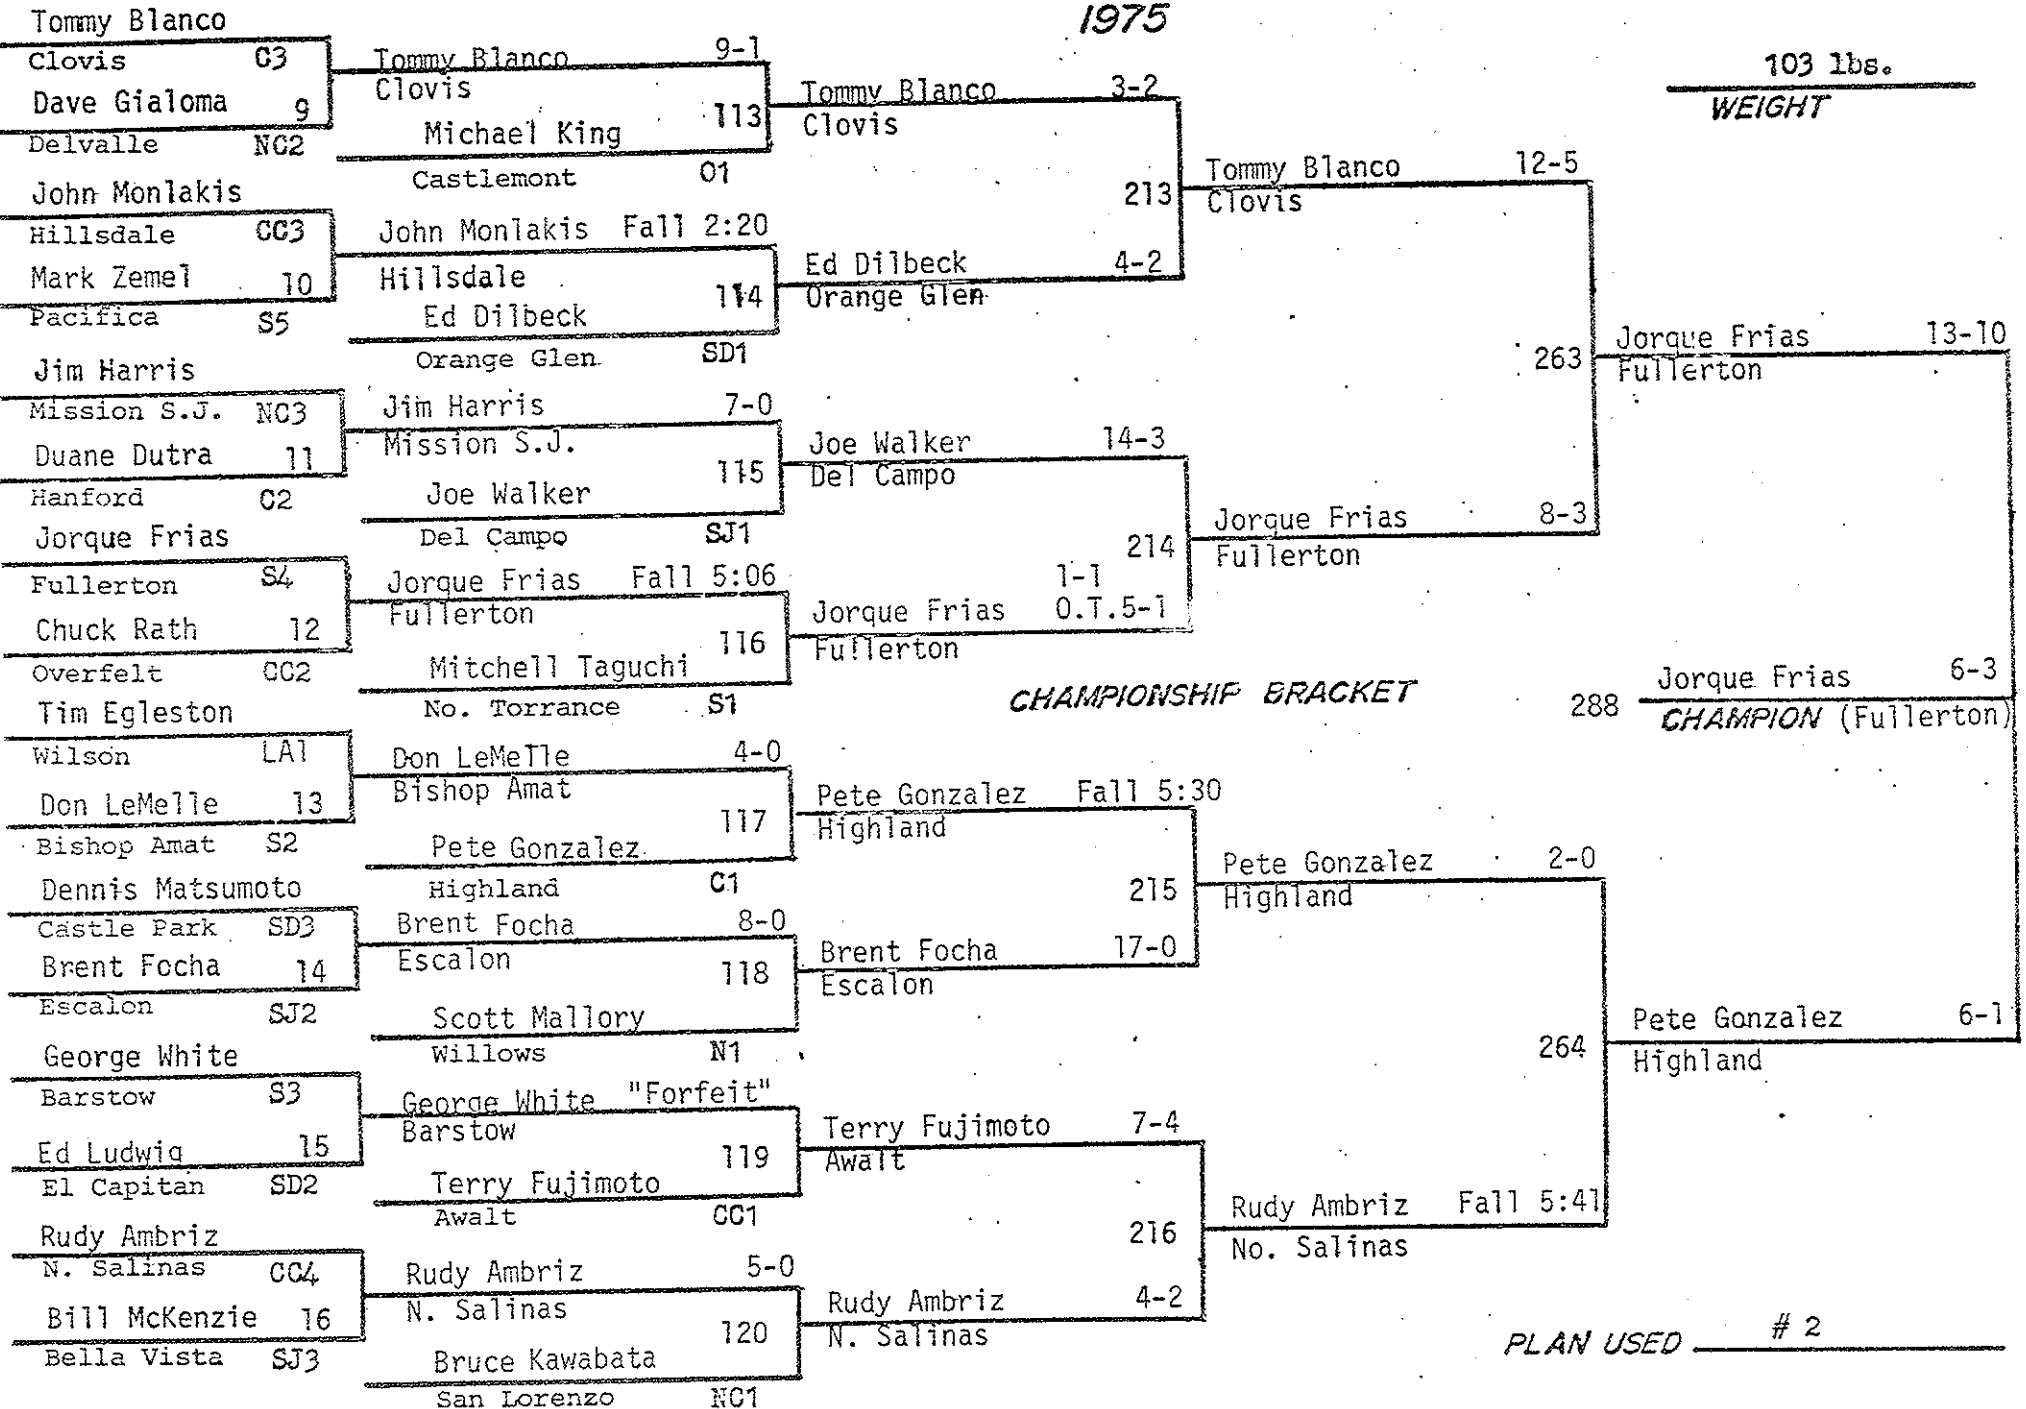 1975
103 lbs.
WEIGHT
Tommy Blanco
Clovis C3
Dave Gialoma 9
Delvalle NC2
John Monlakis
Hillsdale CC3
Mark Zemel 10
Pacifica S5
Jim Harris
Mission S.J. NC3
Duane Dutra 11
Hanford C2
Jorque Frias
Fullerton S4
Chuck Rath 12
Overfelt CC2
Tim Egleston
Wilson LA1
Don LeMelle 13
Bishop Amat S2
Dennis Matsumoto
Castle Park SD3
Brent Focha 14
Escalon SJ2
George White
Barstow S3
Ed Ludwig 15
El Capitan SD2
Rudy Ambriz
N. Salinas CC4
Bill McKenzie 16
Bella Vista SJ3
Tommy Blanco 9-1
Clovis
113
Michael King
Castlemont O1
John Monlakis Fall 2:20
Hillsdale
114
Ed Dilbeck
Orange Glen SD1
Jim Harris 7-0
Mission S.J.
115
Joe Walker
Del Campo SJ1
Jorque Frias Fall 5:06
Fullerton
116
Mitchell Taguchi
No. Torrance S1
Don LeMelle 4-0
Bishop Amat
117
Pete Gonzalez
Highland C1
Brent Focha 8-0
Escalon
118
Scott Mallory
Willows N1
George White "Forfeit"
Barstow
119
Terry Fujimoto
Awalt CC1
Rudy Ambriz 5-0
N. Salinas
120
Bruce Kawabata
San Lorenzo NC1
Tommy Blanco 3-2
Clovis
213
Ed Dilbeck 4-2
Orange Glen
Joe Walker 14-3
Del Campo
214
1-1
Jorque Frias O.T.5-1
Fullerton
CHAMPIONSHIP BRACKET
Pete Gonzalez Fall 5:30
Highland
215
Brent Focha 17-0
Escalon
Terry Fujimoto 7-4
Awalt
216
Rudy Ambriz 4-2
N. Salinas
Tommy Blanco 12-5
Clovis
263
Jorque Frias 8-3
Fullerton
Pete Gonzalez 2-0
Highland
264
Rudy Ambriz Fall 5:41
No. Salinas
Jorque Frias 13-10
Fullerton
288
Jorque Frias 6-3
CHAMPION (Fullerton)
Pete Gonzalez 6-1
Highland
PLAN USED # 2